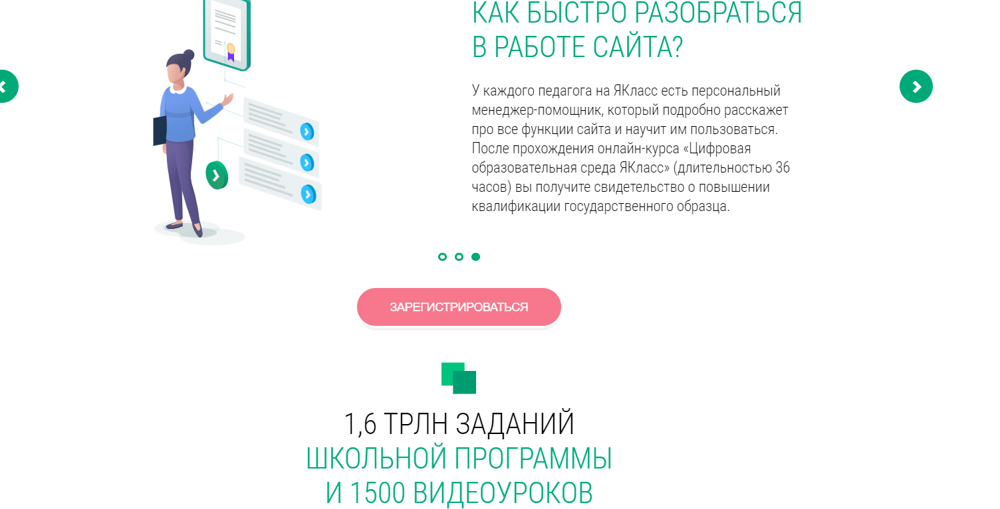 КАК БЫСТРО РАЗОБРАТЬСЯ
В РАБОТЕ САЙТА?
У каждого педагога на ЯКласс есть персональный
менеджер-помощник, который подробно расскажет
про все функции сайта и научит им пользоваться.
После прохождения онлайн-курса «Цифровая
образовательная среда ЯКласс» (длительностью 36
часов) вы получите свидетельство о повышении
квалификации государственного образца.
ЗАРЕГИСТРИРОВАТЬСЯ
1,6 ТРЛН ЗАДАНИЙ
ШКОЛЬНОЙ ПРОГРАММЫ
И 1500 ВИДЕОУРОКОВ